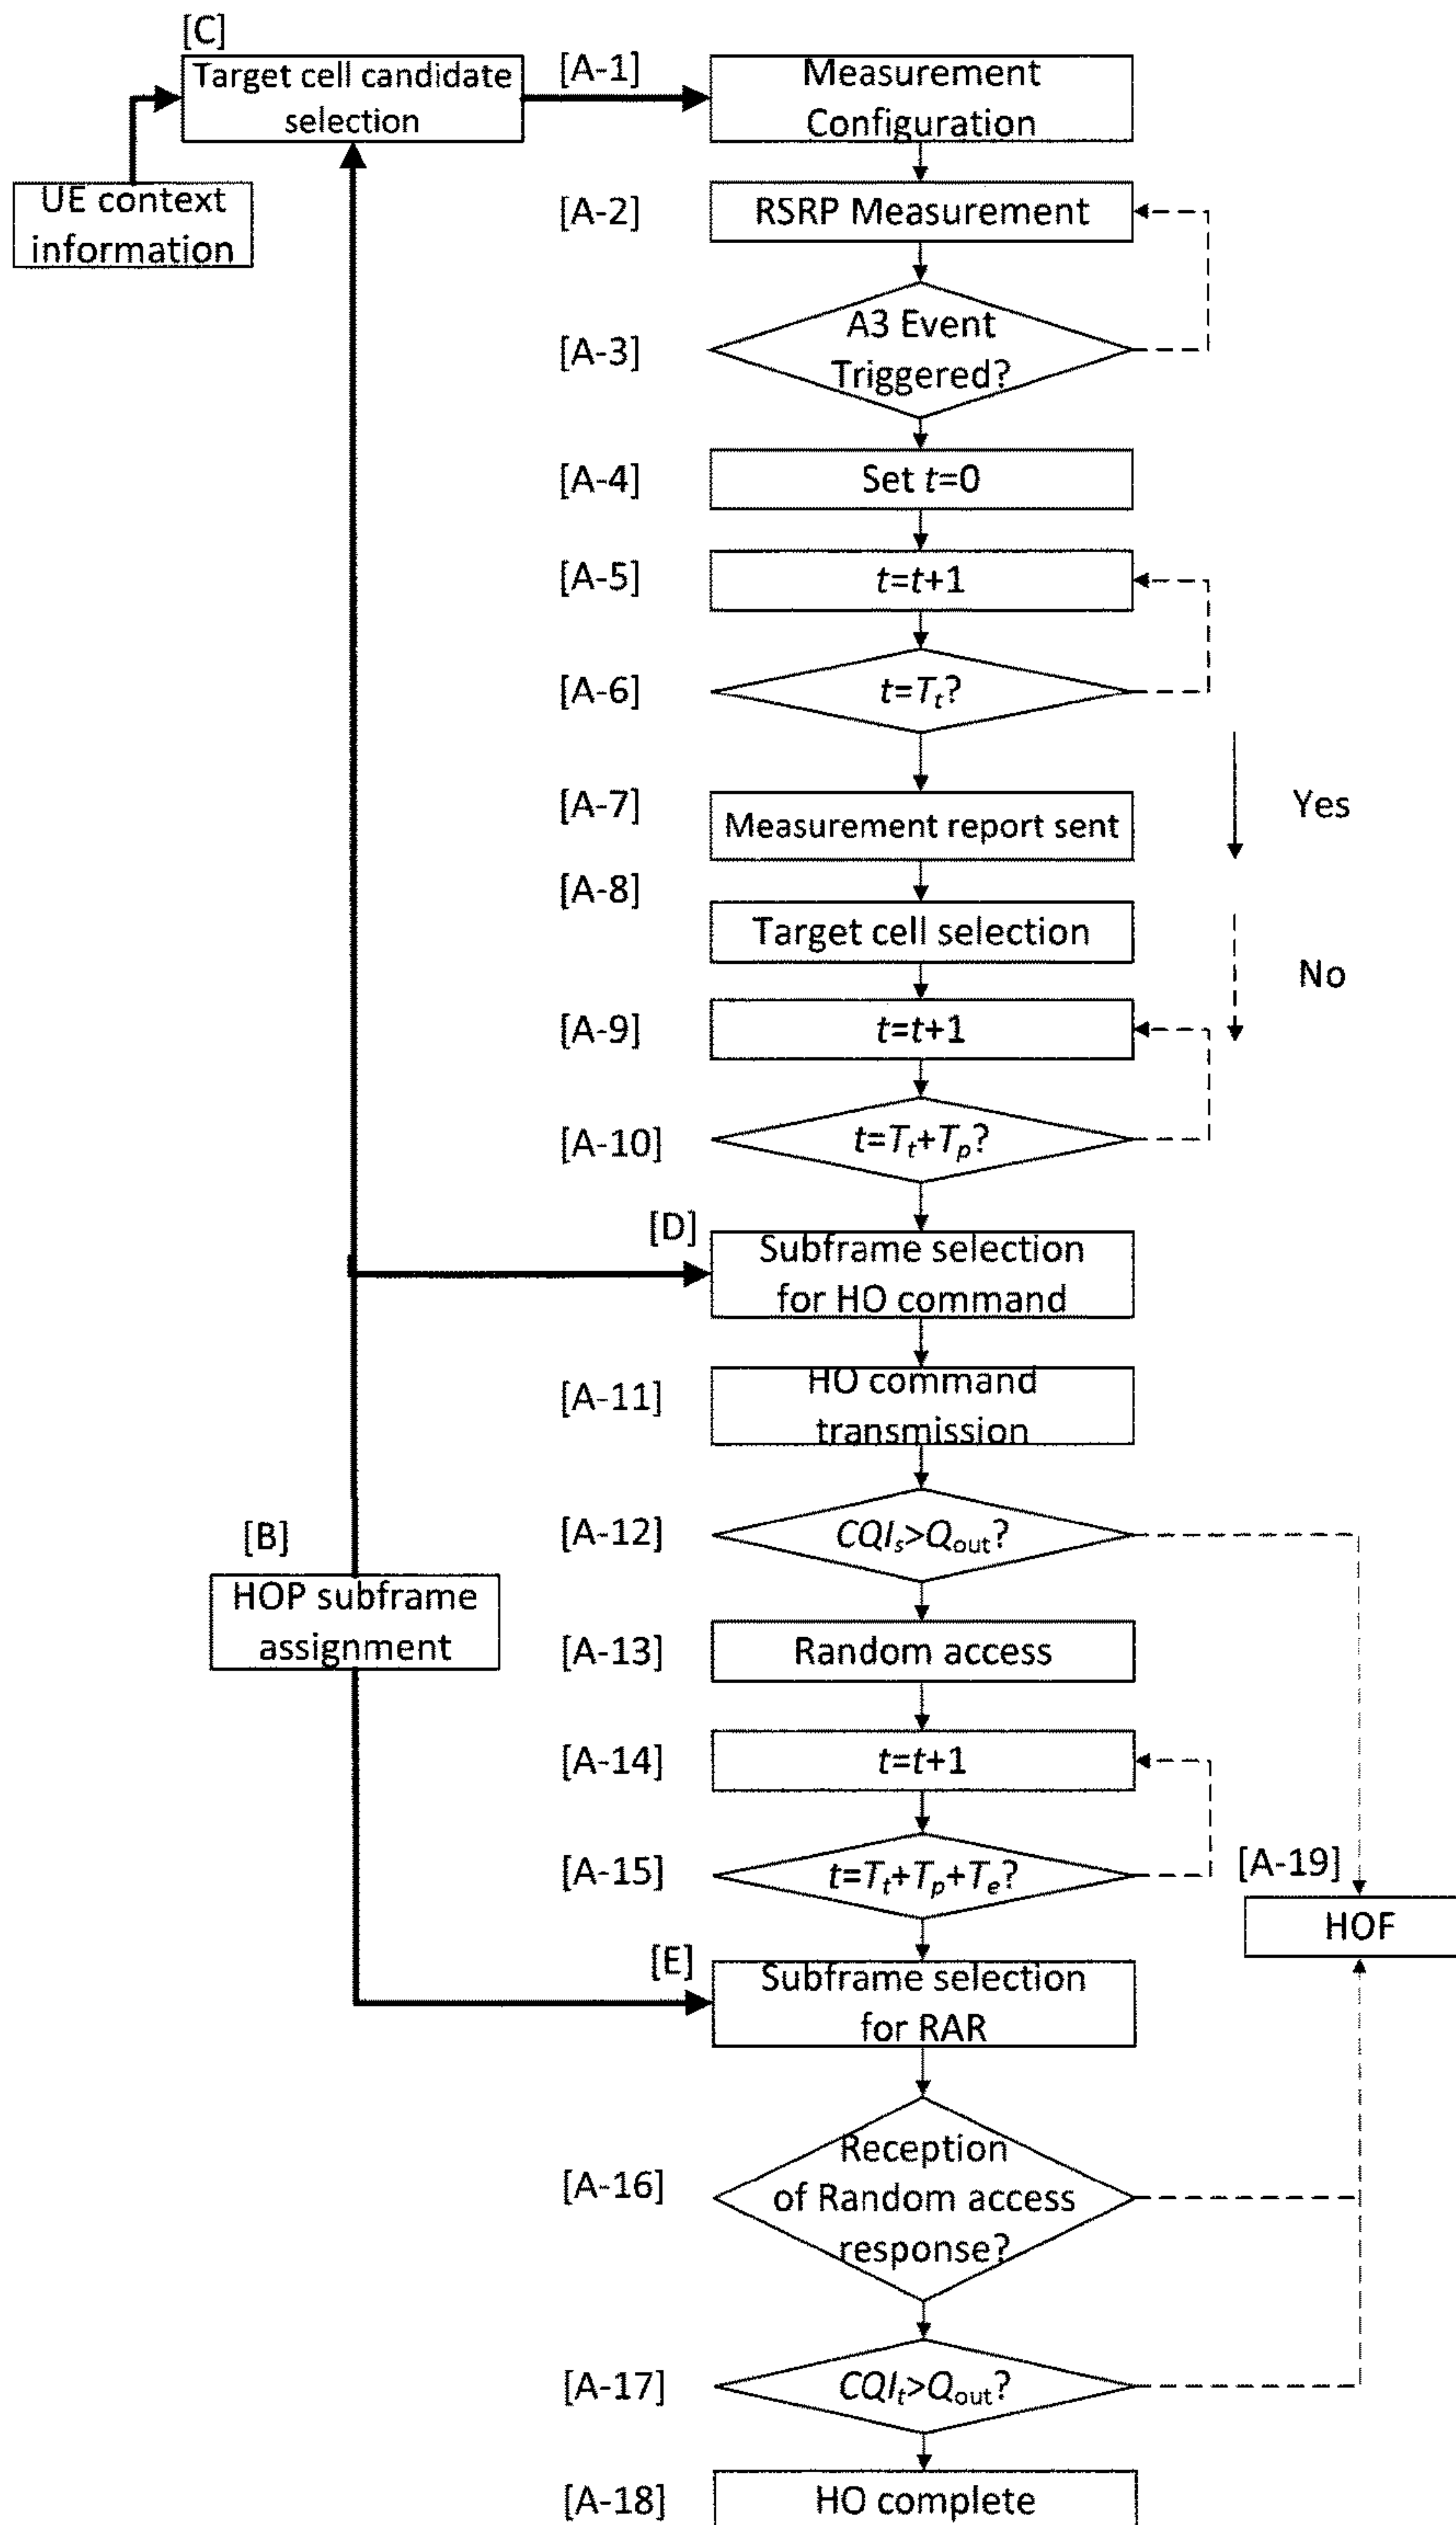 [C]
Target cell candidate
selection
[A-1]
Measurement
Configuration
UE context
information
[A-2]
RSRP Measurement
[A-3]
A3 Event
Triggered?
[A-4]
Set t=0
[A-5]
t=t+1
[A-6]
t=Tt?
[A-7]
Measurement report sent
Yes
[A-8]
Target cell selection
No
[A-9]
t=t+1
[A-10]
t=Tt+Tp?
[D]
Subframe selection
for HO command
[A-11]
HO command
transmission
[A-12]
CQIs>Qout?
[B]
HOP subframe
assignment
[A-13]
Random access
[A-14]
t=t+1
[A-15]
t=Tt+Tp+Te?
[A-19]
HOF
[E]
Subframe selection
for RAR
[A-16]
Reception
of Random access
response?
[A-17]
CQIt>Qout?
[A-18]
HO complete